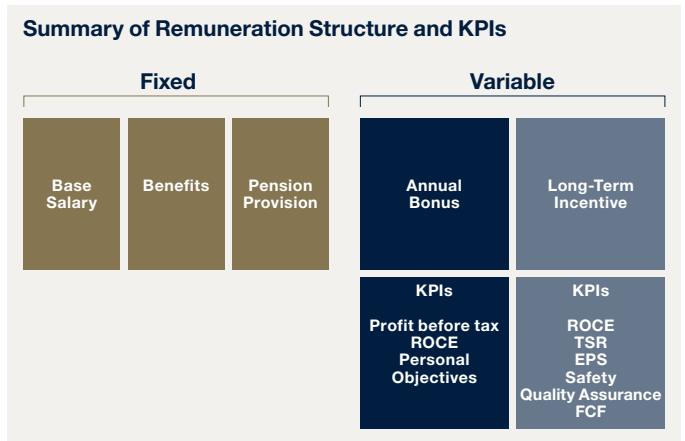 Summary of Remuneration Structure and KPIs
Fixed
Variable
Base
Salary
Benefits
Pension
Provision
Annual
Bonus
Long-Term
Incentive
KPIs
Profit before tax
ROCE
Personal
Objectives
KPIs
ROCE
TSR
EPS
Safety
Quality Assurance
FCF